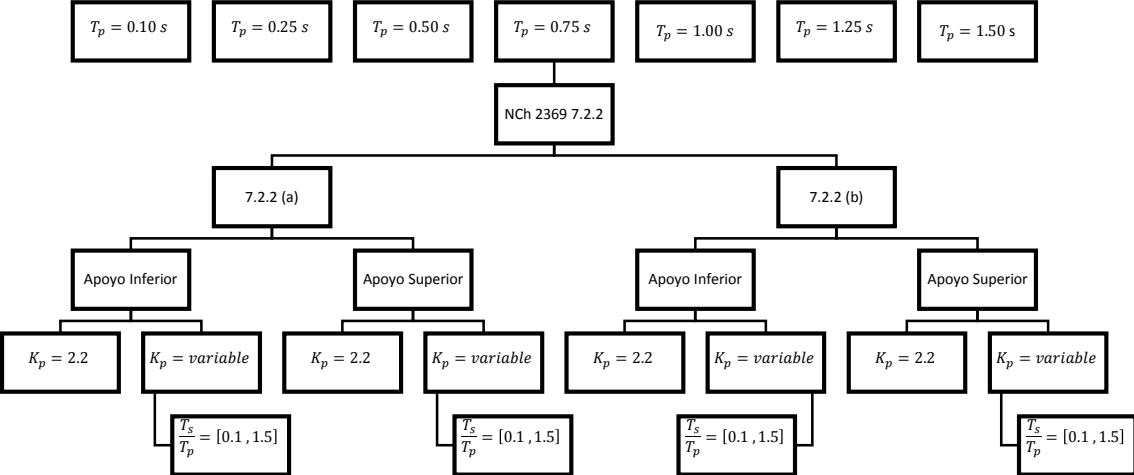 T_p = 0.10 s
T_p = 0.25 s
T_p = 0.50 s
T_p = 0.75 s
T_p = 1.00 s
T_p = 1.25 s
T_p = 1.50 s
NCh 2369 7.2.2
7.2.2 (a)
7.2.2 (b)
Apoyo Inferior
Apoyo Superior
Apoyo Inferior
Apoyo Superior
K_p = 2.2
K_p = variable
K_p = 2.2
K_p = variable
K_p = 2.2
K_p = variable
K_p = 2.2
K_p = variable
T_s/T_p = [0.1 , 1.5]
T_s/T_p = [0.1 , 1.5]
T_s/T_p = [0.1 , 1.5]
T_s/T_p = [0.1 , 1.5]